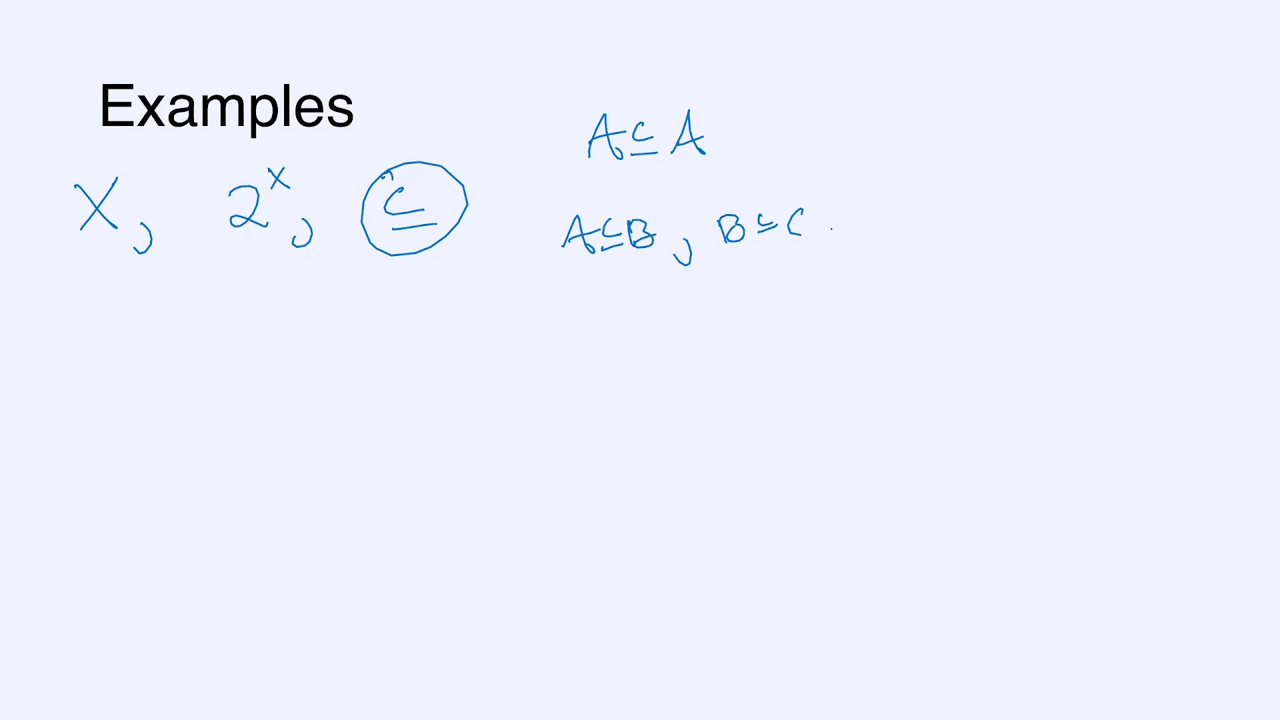 Examples
A ⊆ A
X, 2^X, ⊆
A ⊆ B, B ⊆ C